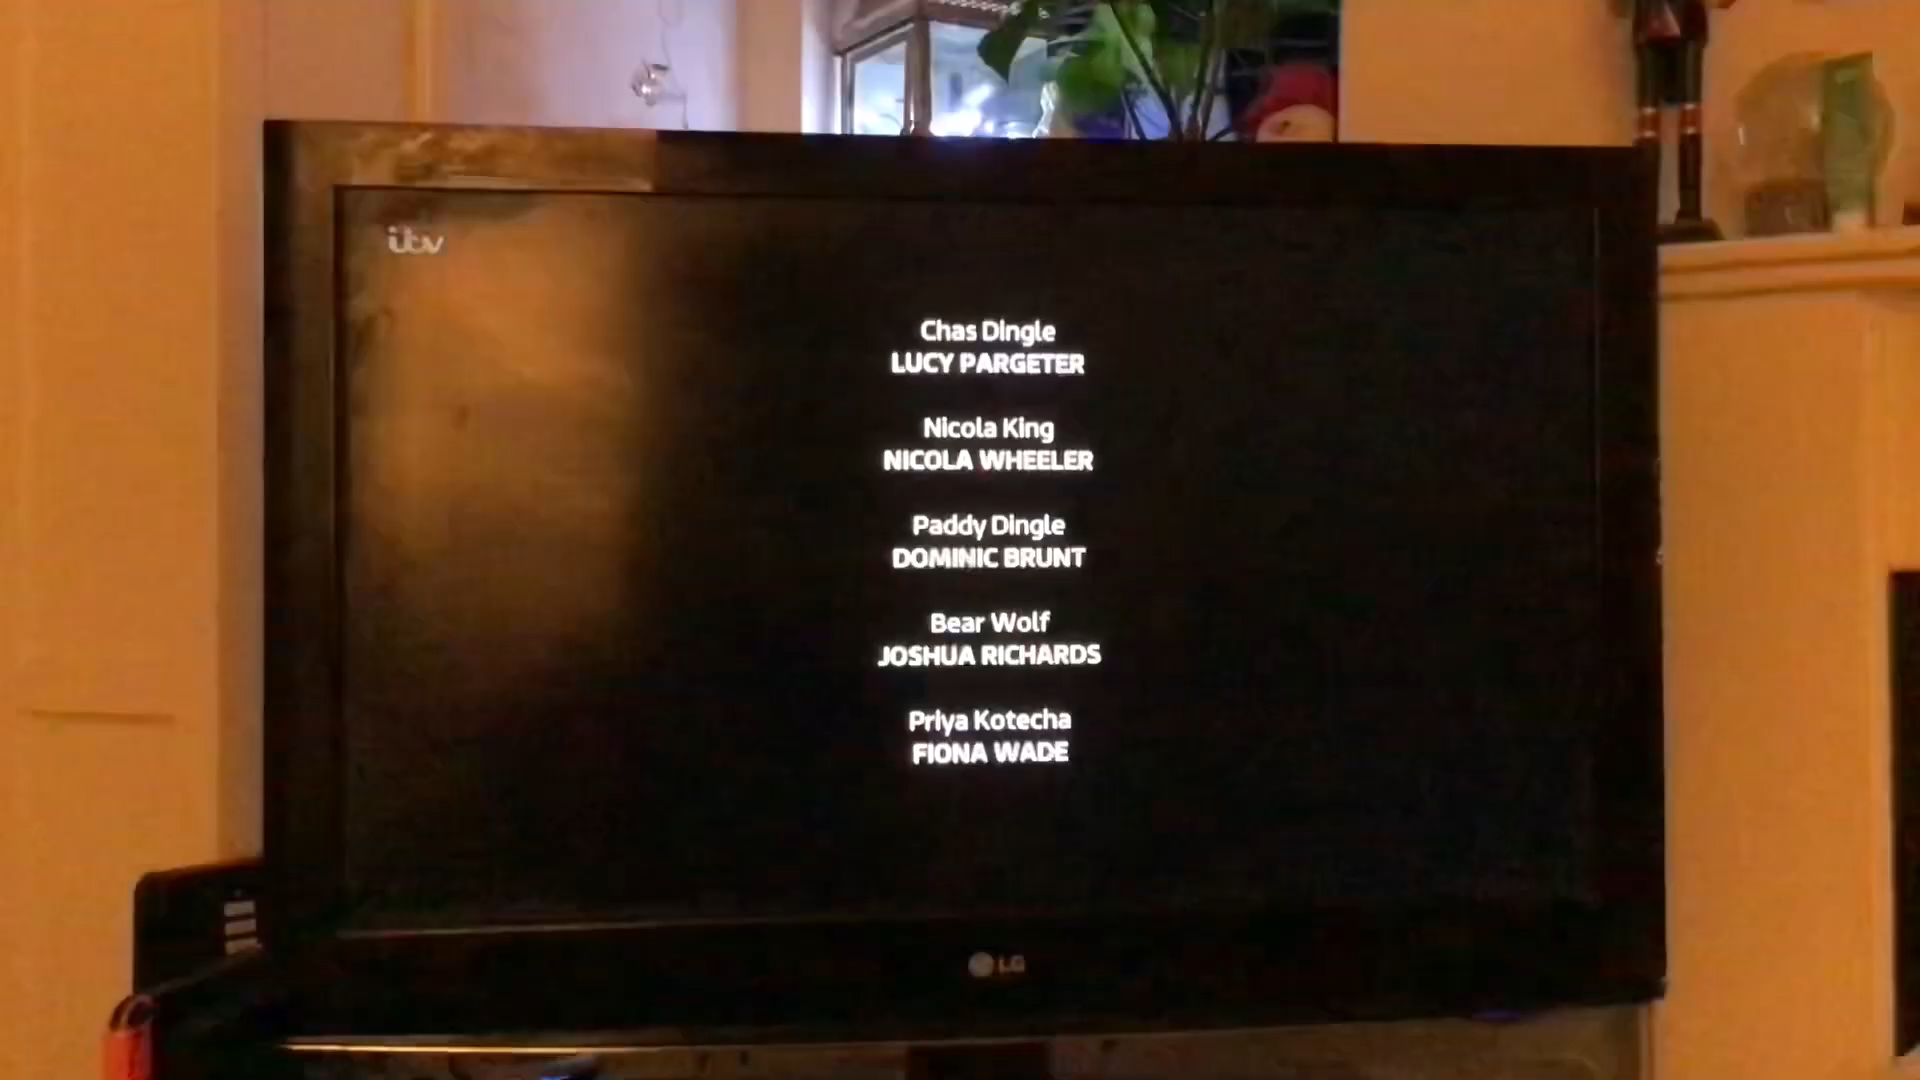 itv
Chas Dingle
LUCY PARGETER
Nicola King
NICOLA WHEELER
Paddy Dingle
DOMINIC BRUNT
Bear Wolf
JOSHUA RICHARDS
Priya Kotecha
FIONA WADE
LG